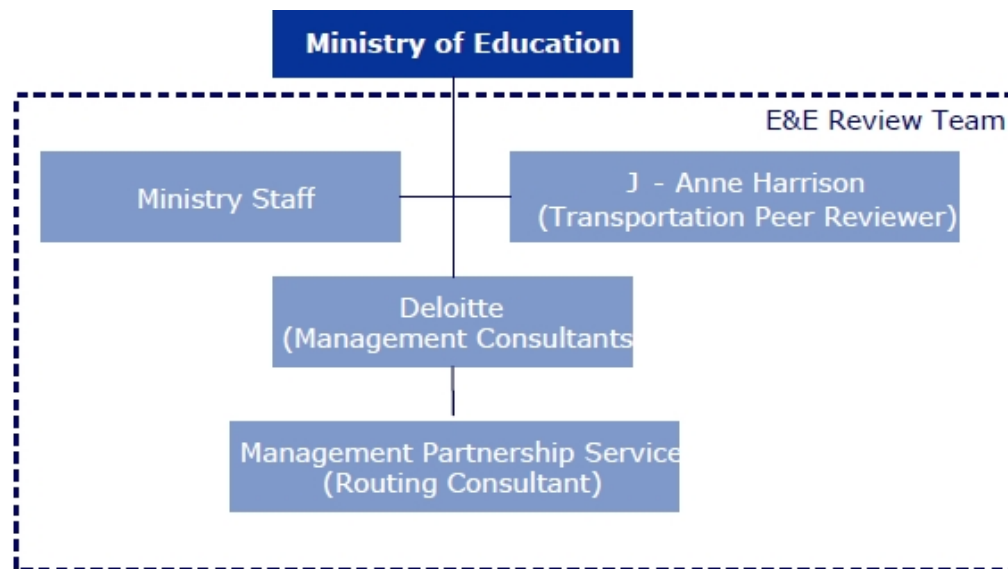 Ministry of Education
E&E Review Team
Ministry Staff
J - Anne Harrison
(Transportation Peer Reviewer)
Deloitte
(Management Consultants
Management Partnership Service
(Routing Consultant)